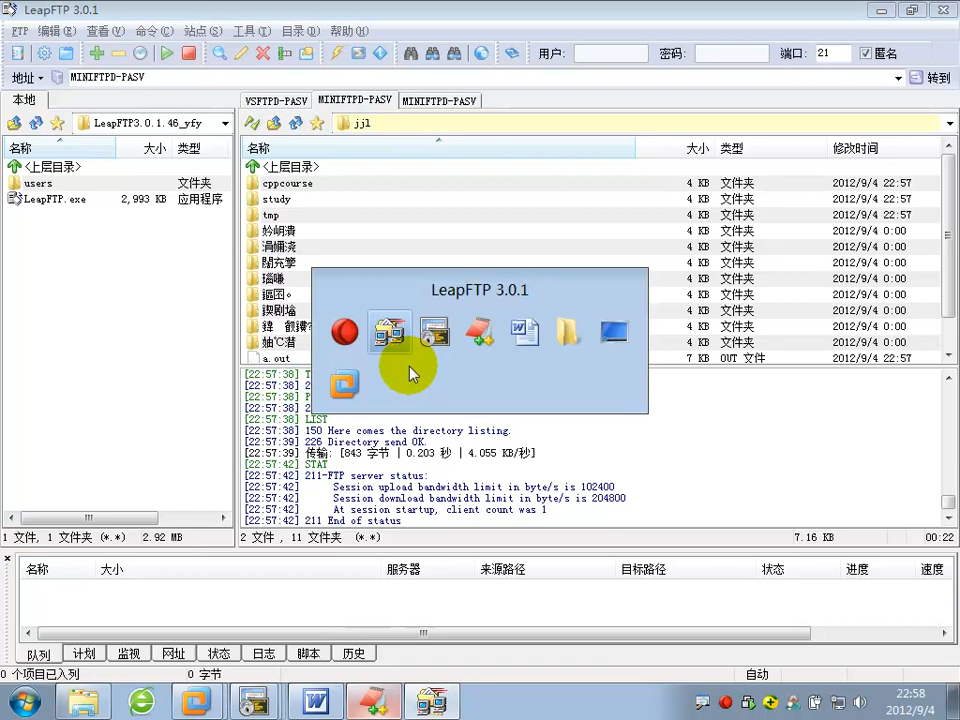 LeapFTP 3.0.1
FTP 编辑(E) 查看(V) 命令(C) 站点(S) 工具(T) 目录(D) 帮助(H)
用户: 密码: 端口: 21 匿名
地址 MINIFTPD-PASV 转到
本地
VSFTPD-PASV MINIFTPD-PASV MINIFTPD-PASV
LeapFTP3.0.1.46_yfy
jjl
名称 大小 类型
名称 大小 类型 修改时间
<上层目录>
users 文件夹
LeapFTP.exe 2,993 KB 应用程序
<上层目录>
cppcourse 4 KB 文件夹 2012/9/4 22:57
study 4 KB 文件夹 2012/9/4 22:57
tmp 4 KB 文件夹 2012/9/4 22:57
4 KB 文件夹 2012/9/4 0:00
4 KB 文件夹 2012/9/4 0:00
4 KB 文件夹 2012/9/4 0:00
4 KB 文件夹 2012/9/4 0:00
4 KB 文件夹 2012/9/4 0:00
4 KB 文件夹 2012/9/4 0:00
4 KB 文件夹 2012/9/4 0:00
4 KB 文件夹 2012/9/4 0:00
a.out 7 KB OUT 文件 2012/9/4 22:57
LeapFTP 3.0.1
[22:57:38]
[22:57:38] 2
[22:57:38]
[22:57:38] 2
[22:57:38] LIST
[22:57:39] 150 Here comes the directory listing.
[22:57:39] 226 Directory send OK.
[22:57:39] 传输: [843 字节 | 0.203 秒 | 4.055 KB/秒]
[22:57:42] STAT
[22:57:42] 211-FTP server status:
[22:57:42] Session upload bandwidth limit in byte/s is 102400
[22:57:42] Session download bandwidth limit in byte/s is 204800
[22:57:42] At session startup, client count was 1
[22:57:42] 211 End of status
1 文件, 1 文件夹 (*.*) 2.92 MB
2 文件 , 11 文件夹 (*.*) 7.16 KB 00:22
名称 大小 服务器 来源路径 目标路径 状态 进度 速度
队列 计划 监视 网址 状态 日志 脚本 历史
0 个项目已入列 0 字节 自动
22:58
2012/9/4